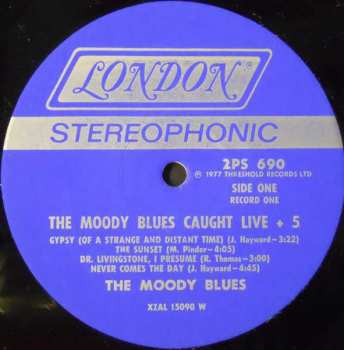 LONDON®
STEREOPHONIC
2PS 690
℗ 1977 THRESHOLD RECORDS LTD
SIDE ONE
RECORD ONE
THE MOODY BLUES CAUGHT LIVE + 5
GYPSY (OF A STRANGE AND DISTANT TIME) (J. Hayward-3:22)
THE SUNSET (M. Pinder-4:05)
DR. LIVINGSTONE, I PRESUME (R. Thomas-3:00)
NEVER COMES THE DAY (J. Hayward-4:45)
THE MOODY BLUES
XZAL 15090 W